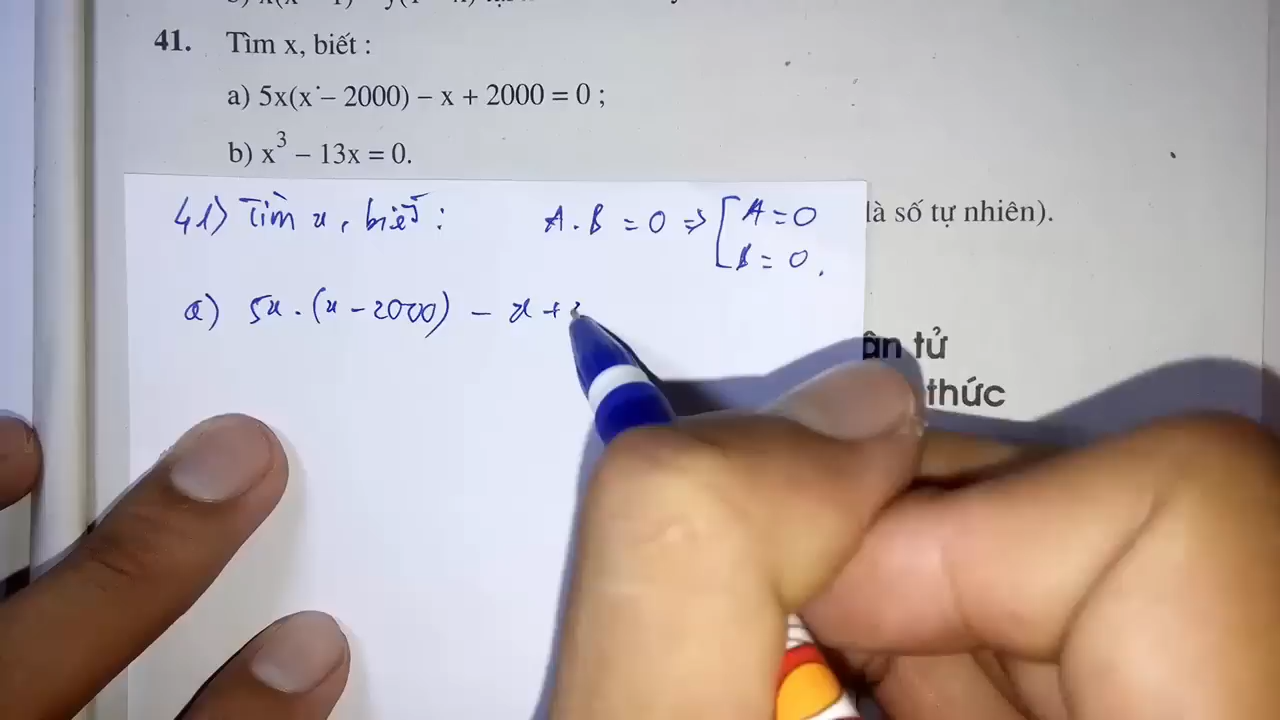 41. Tìm x, biết :
a) 5x(x – 2000) – x + 2000 = 0 ;
b) x³ – 13x = 0.
41) Tìm x, biết : A . B = 0 => [ A = 0
B = 0.
là số tự nhiên).
a) 5x . (x – 2000) – x +
tử
thức